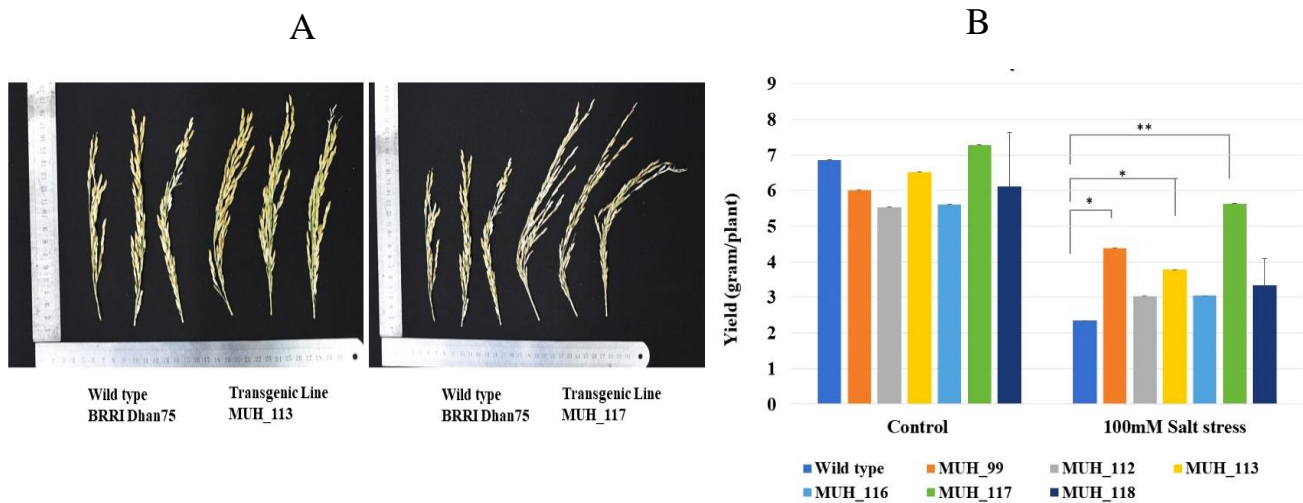 A
B
Wild type
BRRI Dhan75
Transgenic Line
MUH_113
Wild type
BRRI Dhan75
Transgenic Line
MUH_117
9
8
7
6
5
4
3
2
1
0
Yield (gram/plant)
*
*
**
Control
100mM Salt stress
Wild type
MUH_99
MUH_112
MUH_113
MUH_116
MUH_117
MUH_118